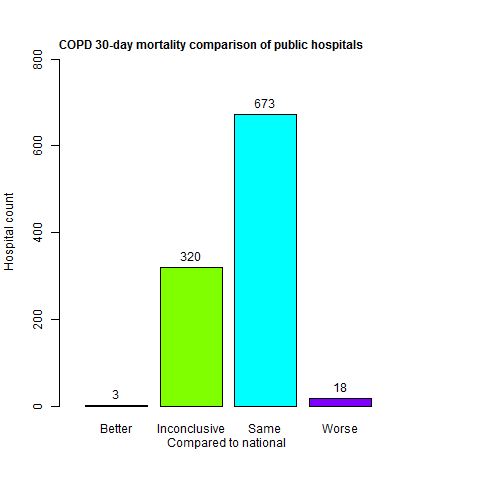 COPD 30-day mortality comparison of public hospitals
800
600
400
200
0
Hospital count
3
320
673
18
Better
Inconclusive
Same
Worse
Compared to national